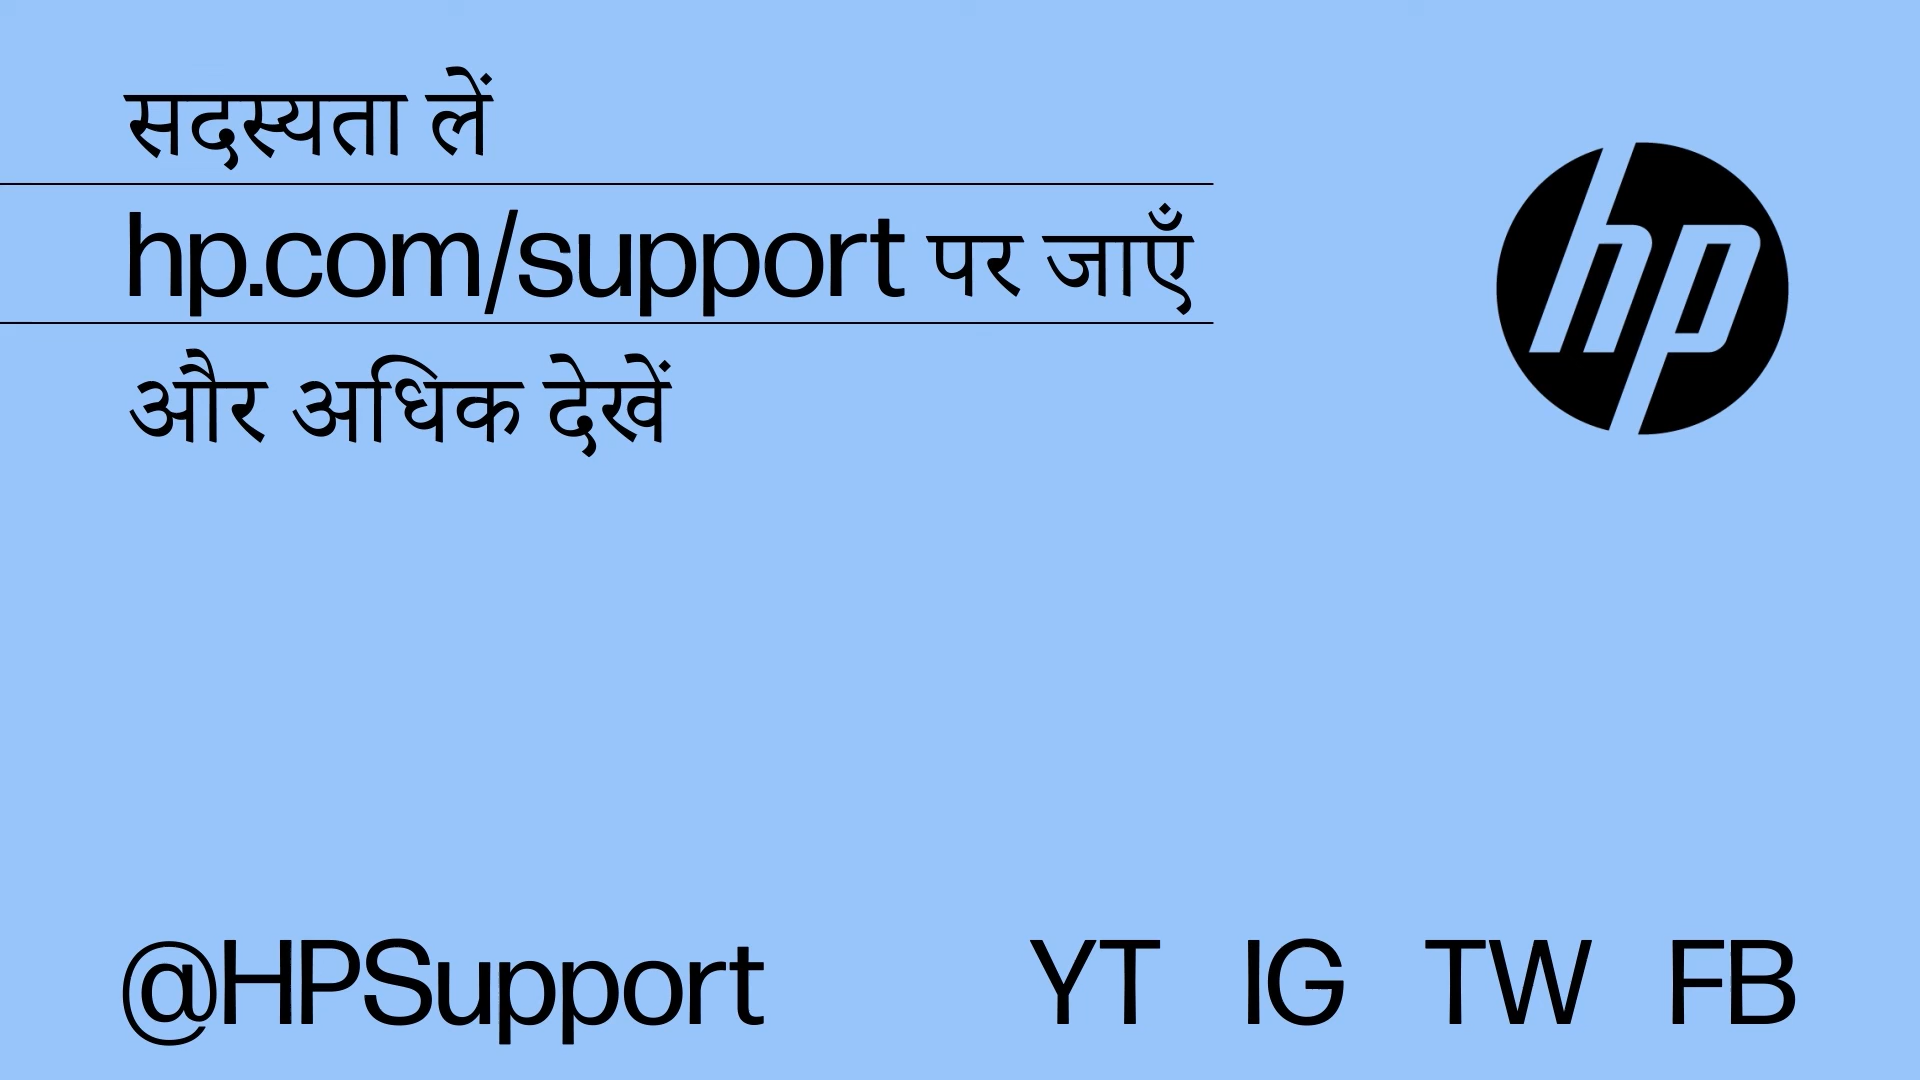 सदस्यता लें
hp.com/support पर जाएँ
और अधिक देखें
hp
@HPSupport YT IG TW FB